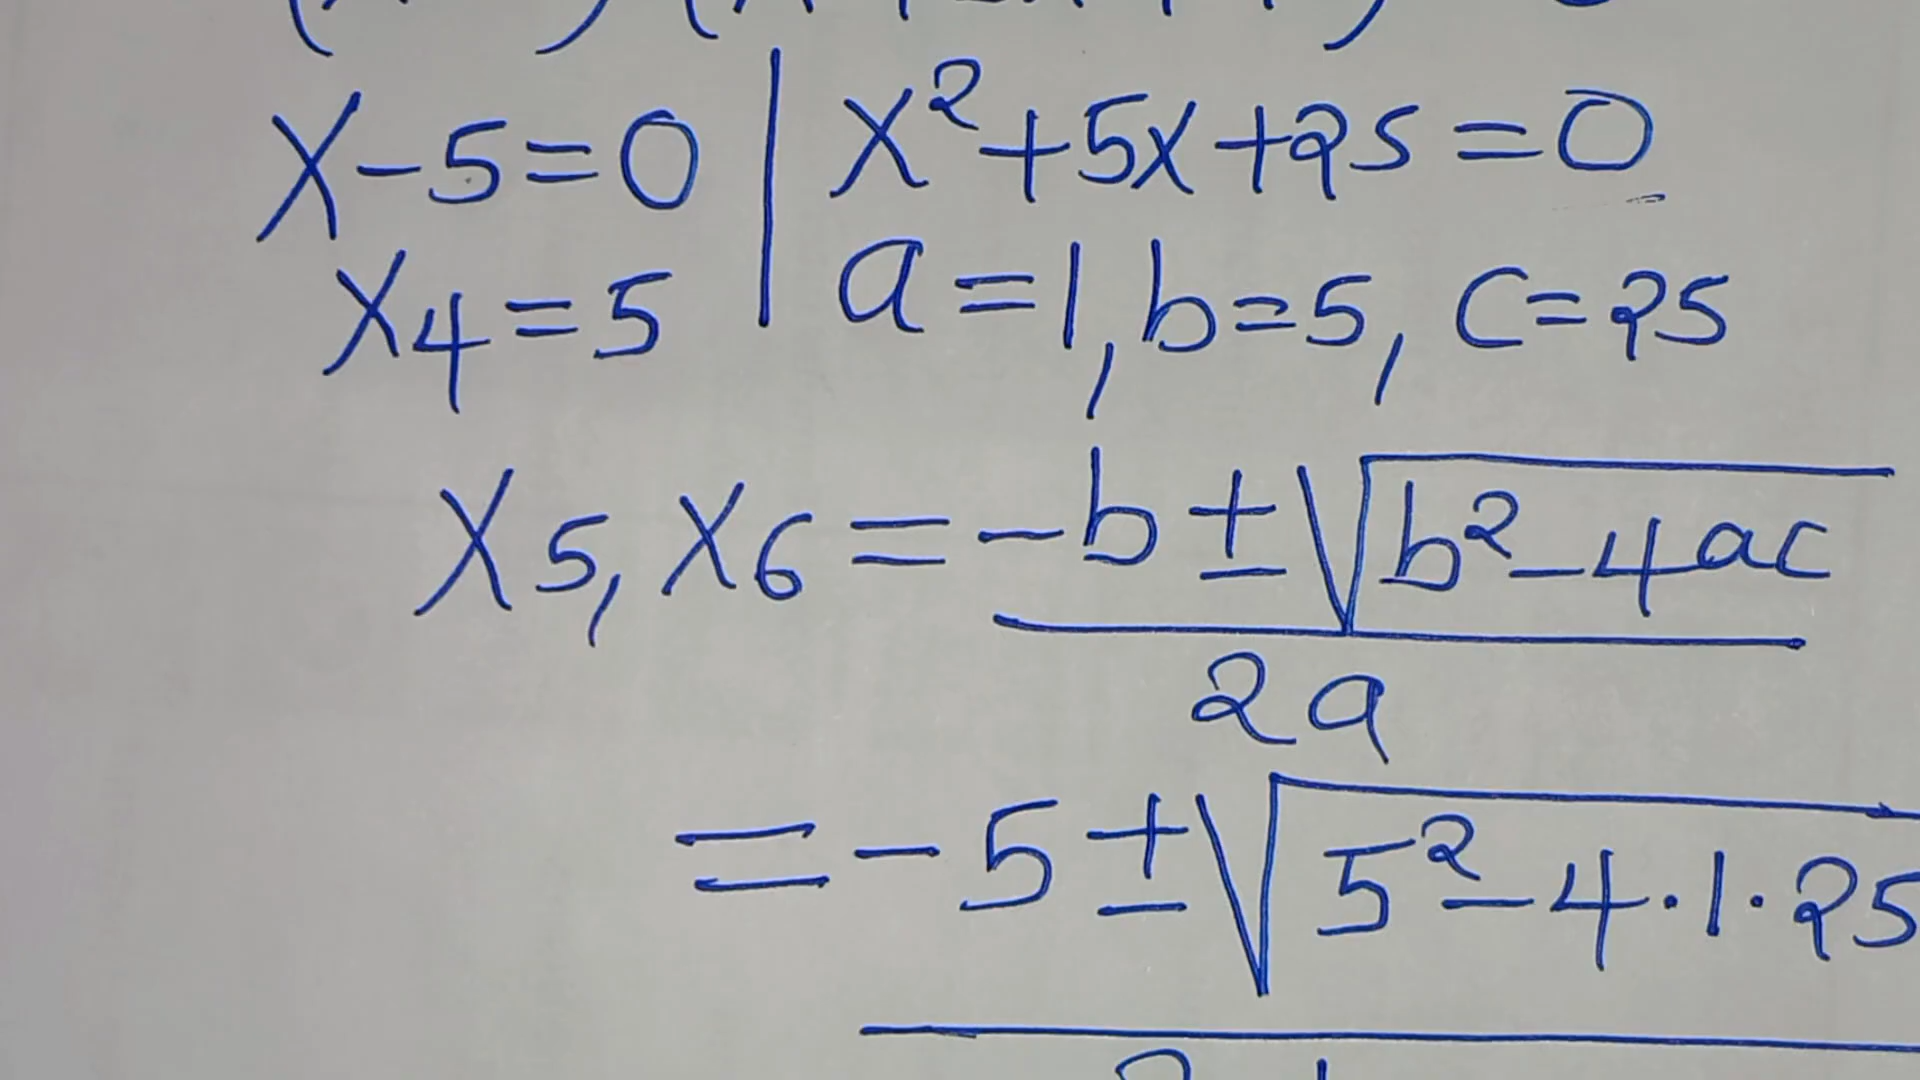 x-5=0 | x²+5x+25=0
x₄=5 | a=1, b=5, c=25
x₅, x₆ = -b±√b²-4ac
2a
= -5±√5²-4·1·25